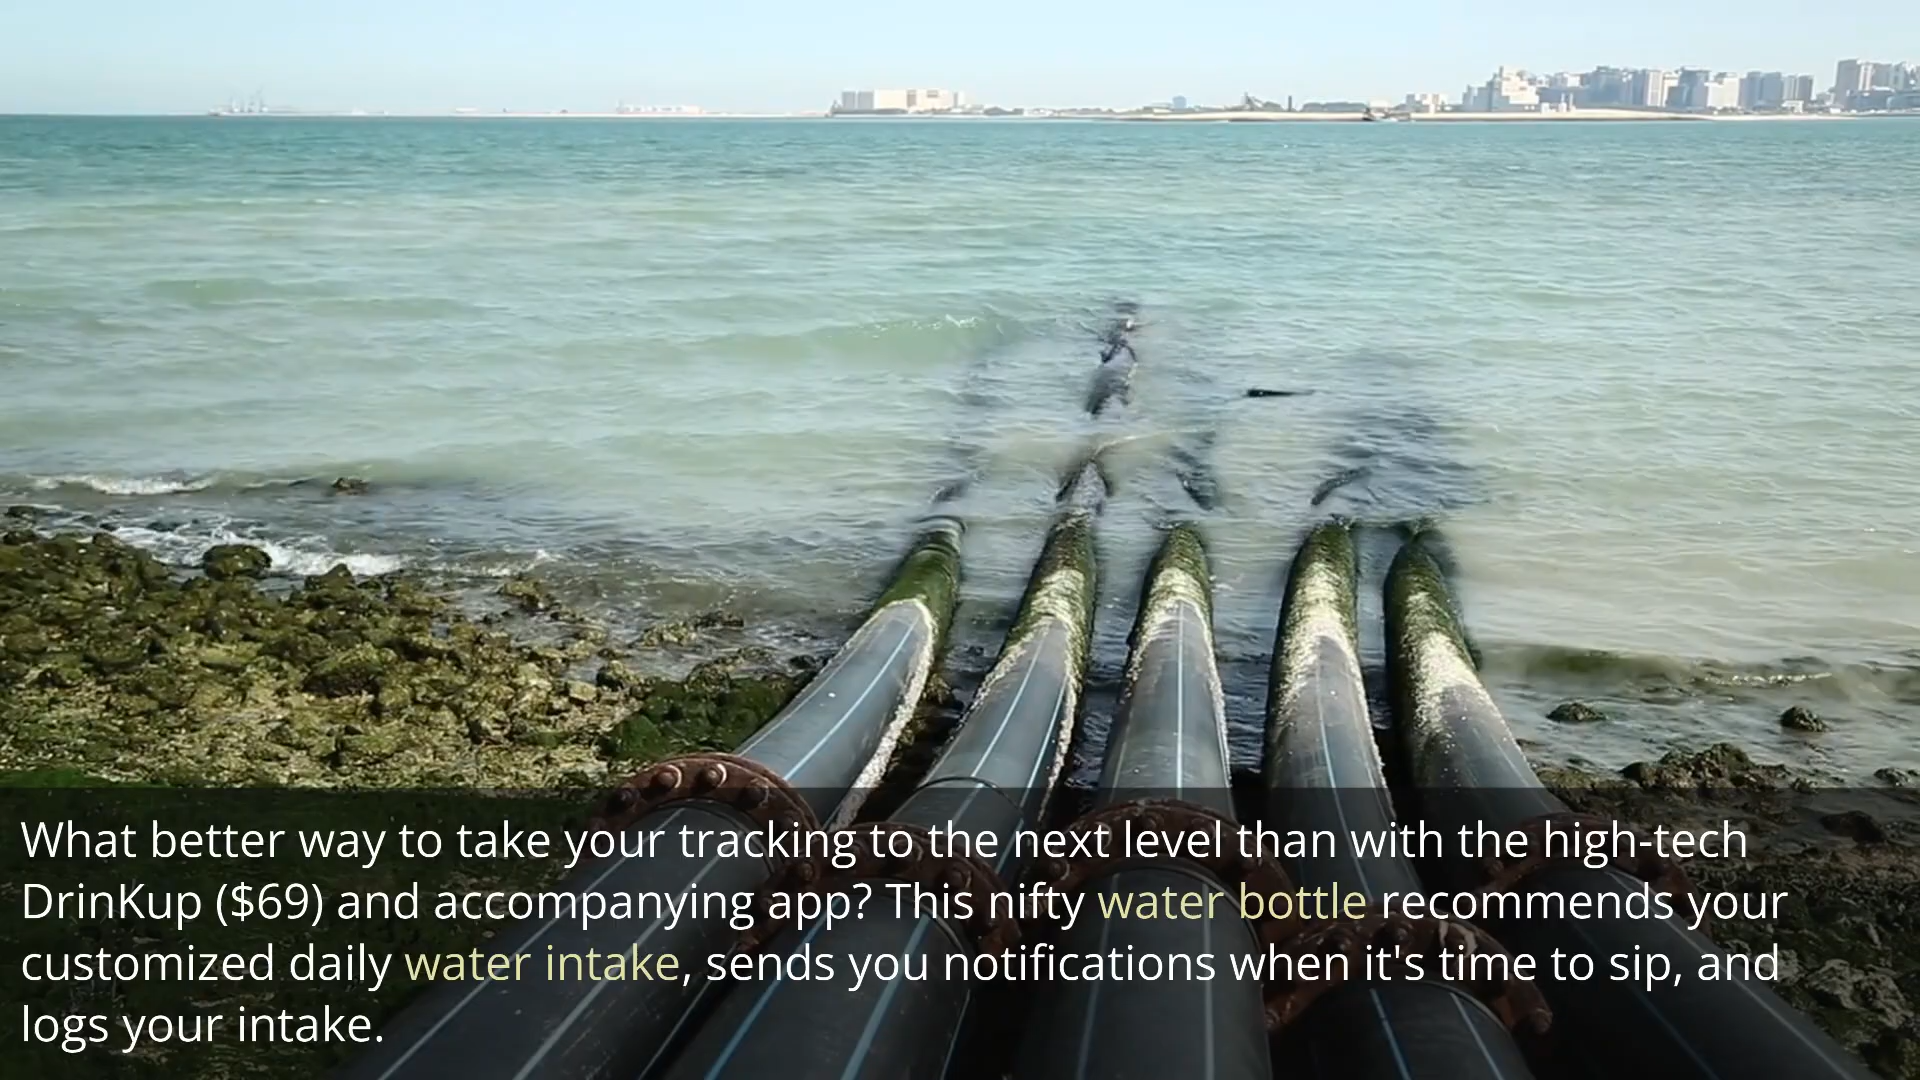 What better way to take your tracking to the next level than with the high-tech
DrinKup ($69) and accompanying app? This nifty water bottle recommends your
customized daily water intake, sends you notifications when it's time to sip, and
logs your intake.